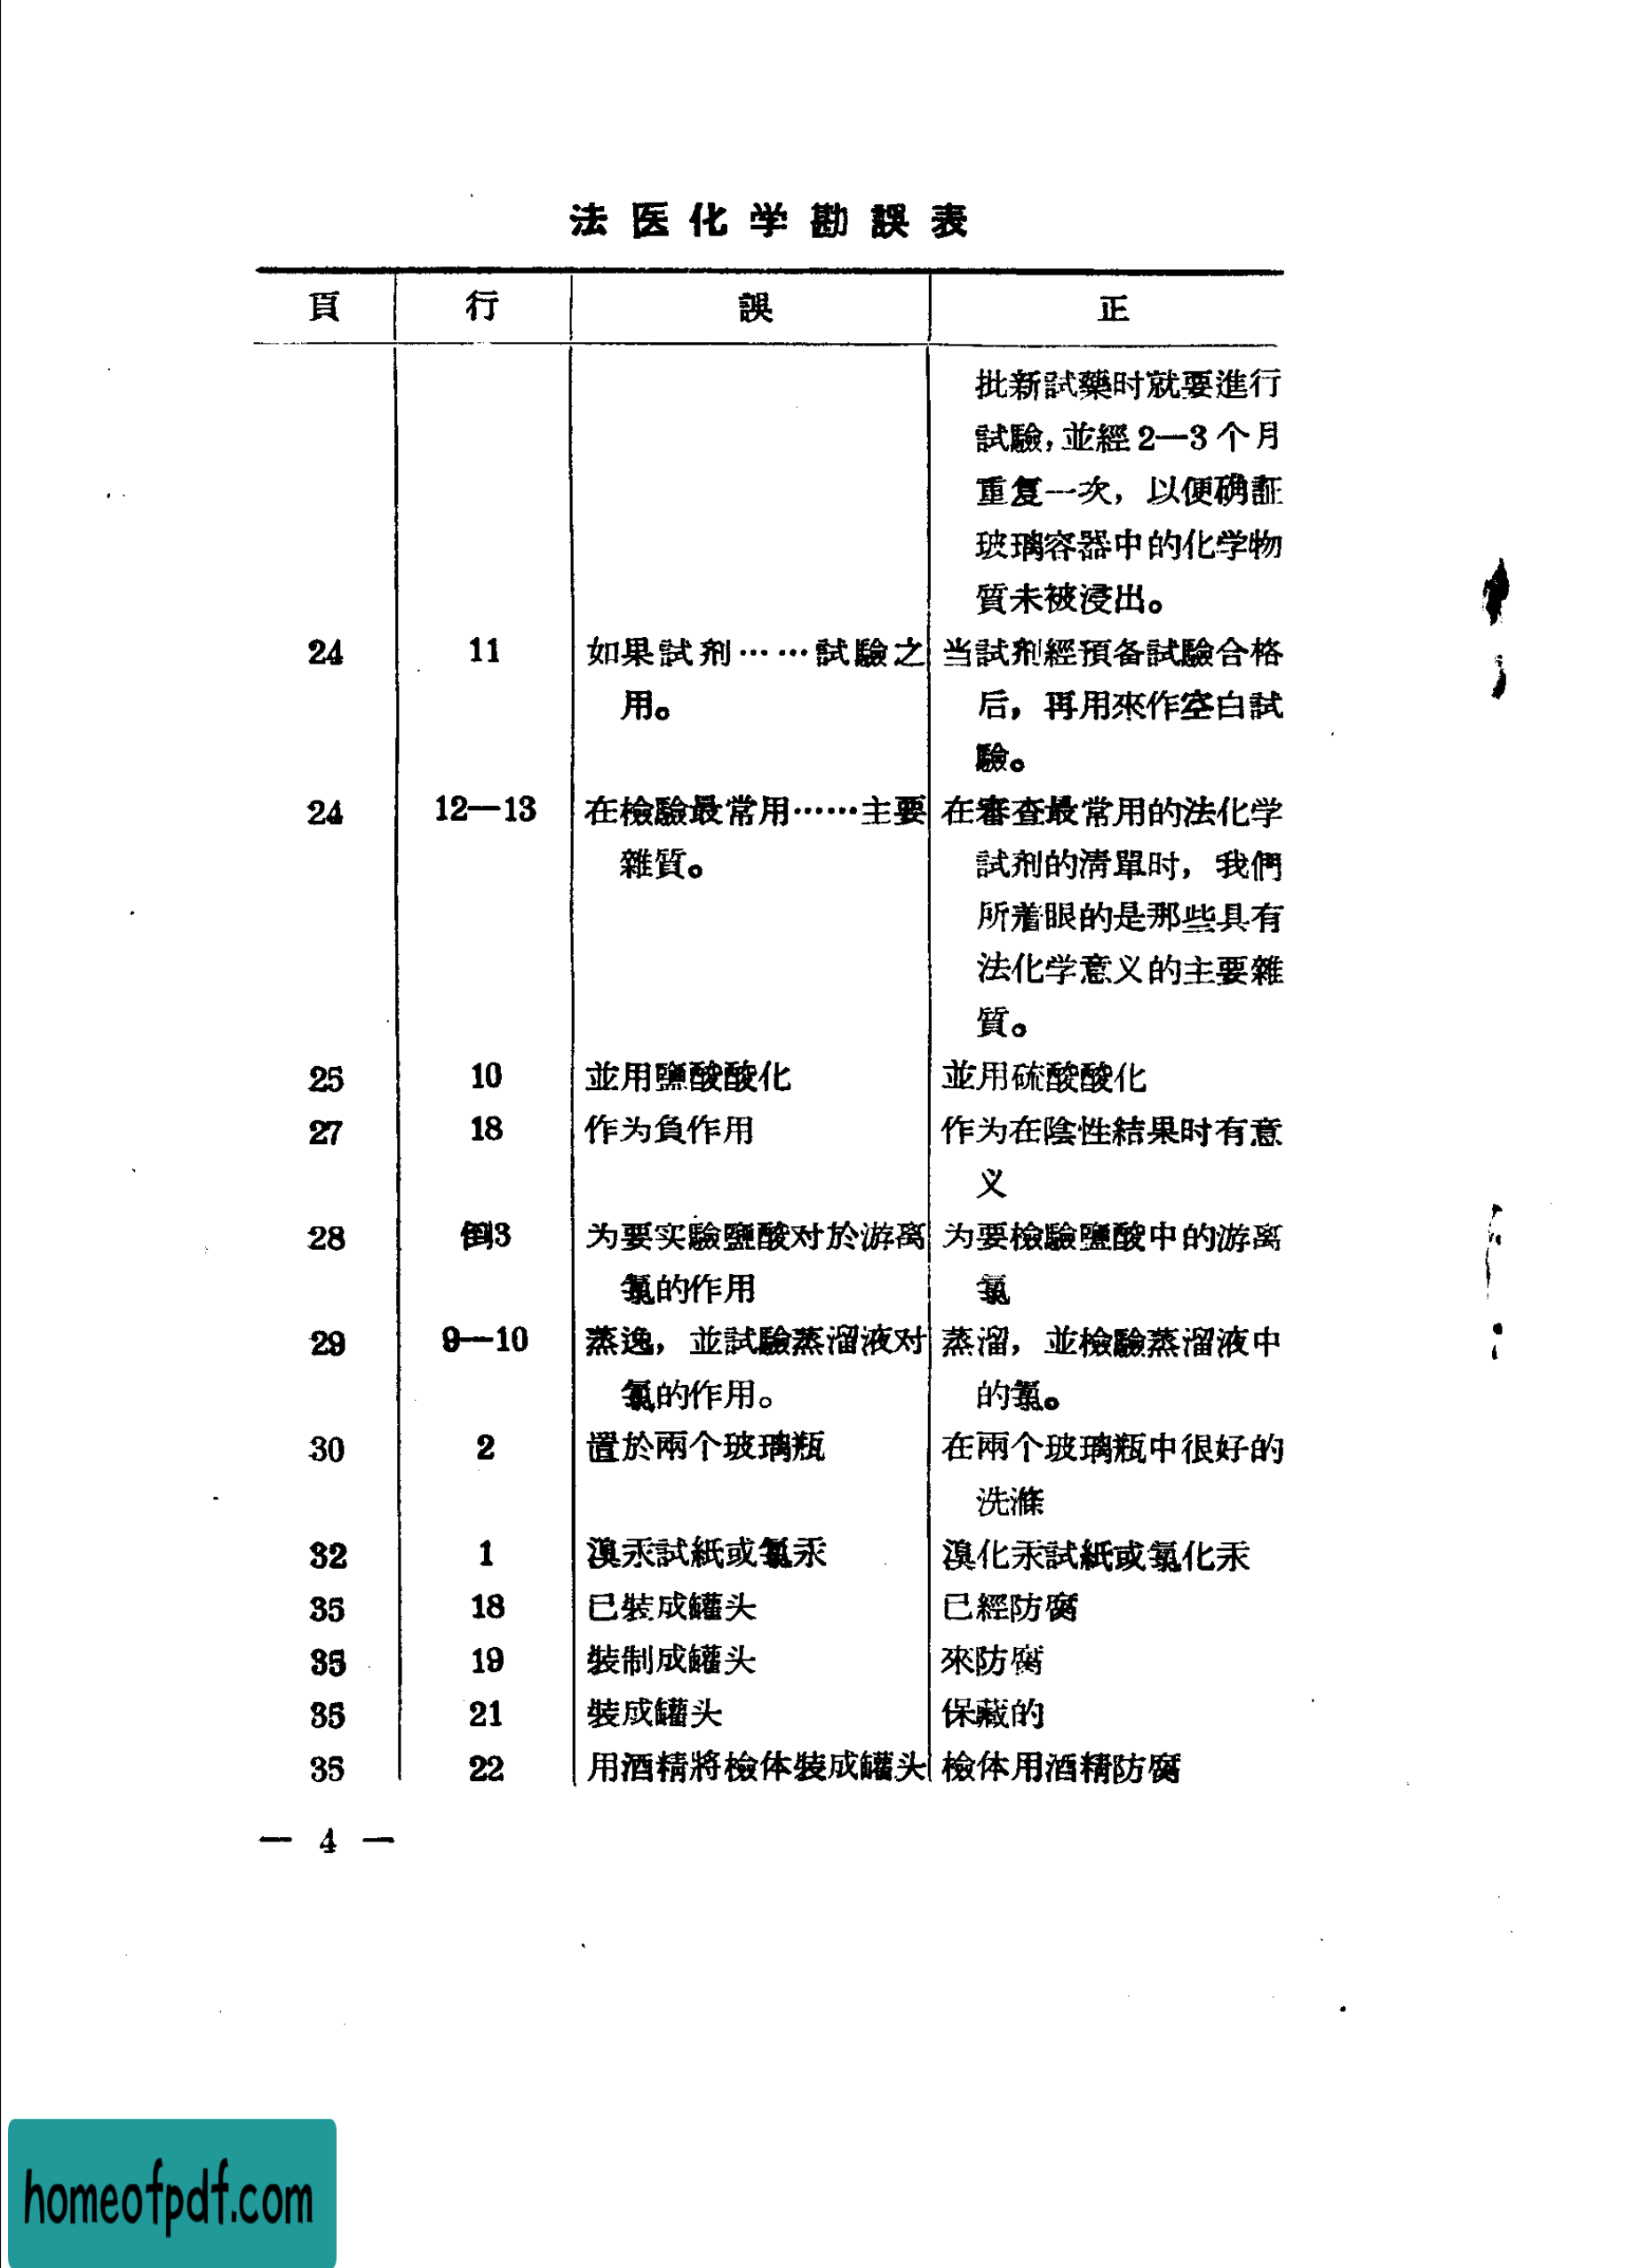 法医化学勘誤表
頁 行 誤 正
批新試藥时就要進行
試驗，並經2—3个月
重复一次，以便确証
玻璃容器中的化学物
質未被浸出。
24 11 如果試剂……試驗之 当試剂經預备試驗合格
用。 后，再用來作空白試
驗。
24 12—13 在檢驗最常用……主要 在審查最常用的法化学
雜質。 試剂的清單时，我們
所着眼的是那些具有
法化学意义的主要雜
質。
25 10 並用鹽酸酸化 並用硫酸酸化
27 18 作为負作用 作为在陰性結果时有意
义
28 倒3 为要实驗鹽酸对於游离 为要檢驗鹽酸中的游离
氯的作用 氯
29 9—10 蒸逸，並試驗蒸溜液对 蒸溜，並檢驗蒸溜液中
氯的作用。 的氯。
30 2 置於兩个玻璃瓶 在兩个玻璃瓶中很好的
洗滌
32 1 溴汞試紙或氯汞 溴化汞試紙或氯化汞
35 18 已裝成罐头 已經防腐
35 19 裝制成罐头 來防腐
35 21 裝成罐头 保藏的
35 22 用酒精將檢体裝成罐头 檢体用酒精防腐
— 4 —
homeofpdf.com